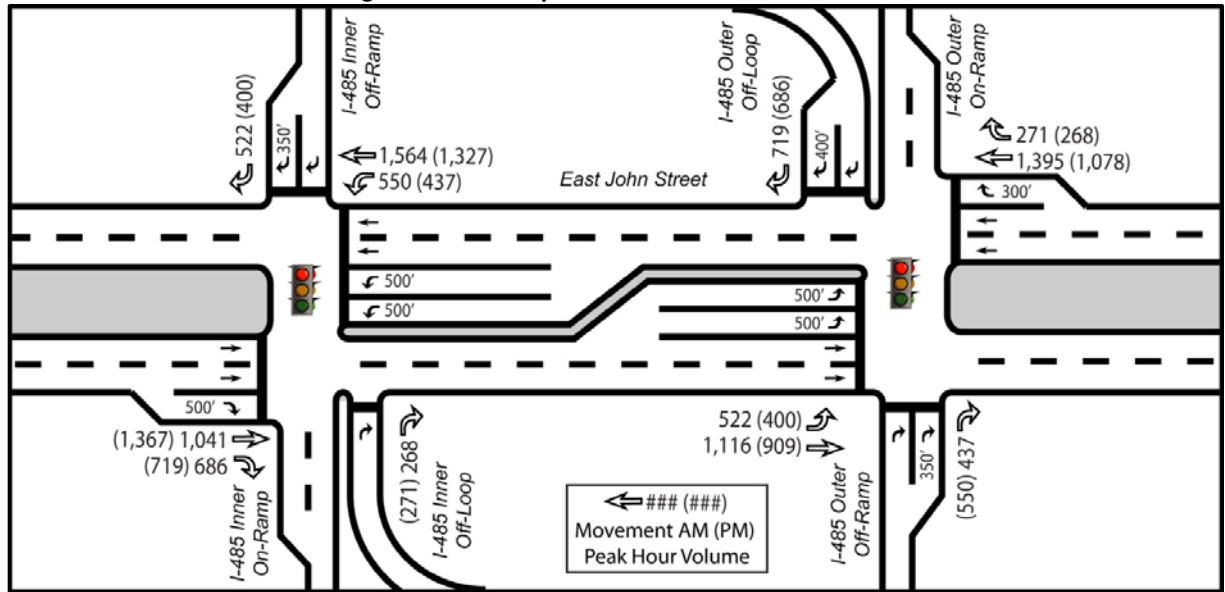 I-485 Inner
Off-Ramp
522 (400)
350'
1,564 (1,327)
550 (437)
East John Street
I-485 Outer
Off-Loop
719 (686)
400'
I-485 Outer
On-Ramp
271 (268)
1,395 (1,078)
300'
500'
500'
500'
500'
500'
(1,367) 1,041
(719) 686
I-485 Inner
On-Ramp
(271) 268
I-485 Inner
Off-Loop
522 (400)
1,116 (909)
### (###)
Movement AM (PM)
Peak Hour Volume
I-485 Outer
Off-Ramp
350'
(550) 437